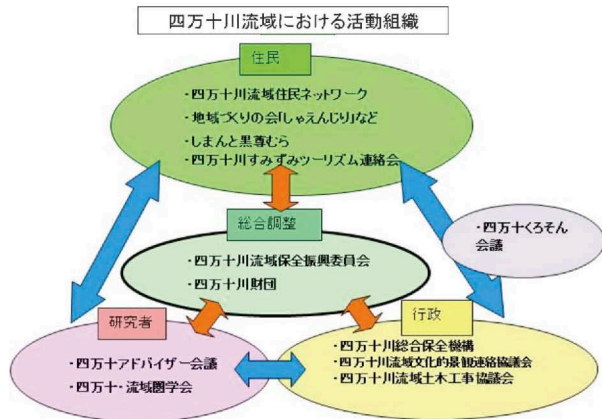 四万十川流域における活動組織
住民
・四万十川流域住民ネットワーク
・地域づくりの会「しゃえんじり」など
しまんと黒尊むら
・四万十川すみずみツーリズム連絡会
総合調整
・四万十川流域保全振興委員会
・四万十川財団
・四万十くろそん
会議
研究者
・四万十アドバイザー会議
・四万十・流域圏学会
行政
・四万十川総合保全機構
・四万十川流域文化的景観連絡協議会
・四万十川流域土木工事協議会